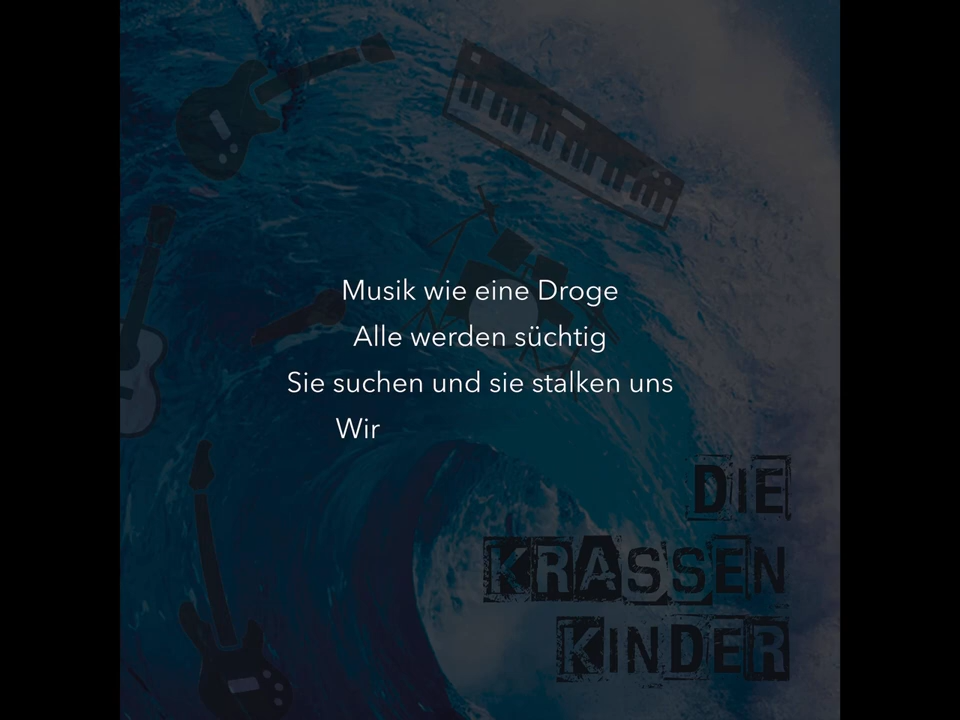 Musik wie eine Droge
Alle werden süchtig
Sie suchen und sie stalken uns
Wir
DIE
KRASSEN
KINDER